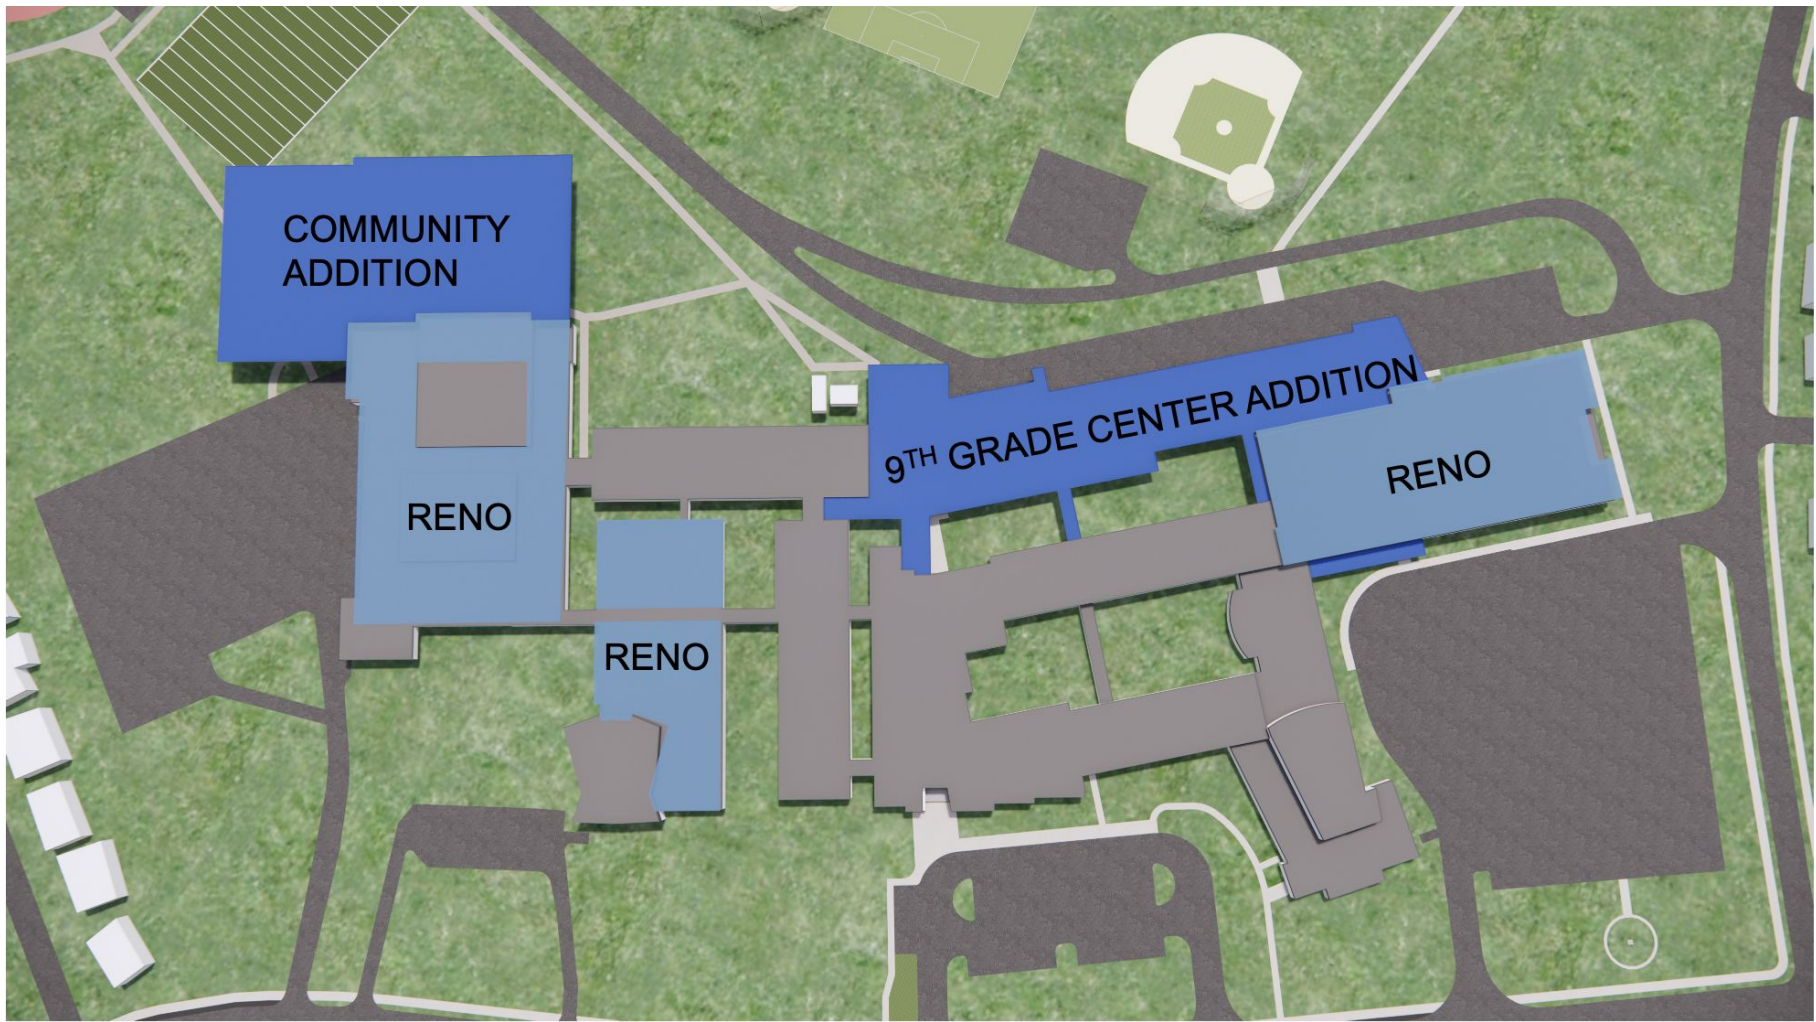 COMMUNITY
ADDITION
9TH GRADE CENTER ADDITION
RENO
RENO
RENO